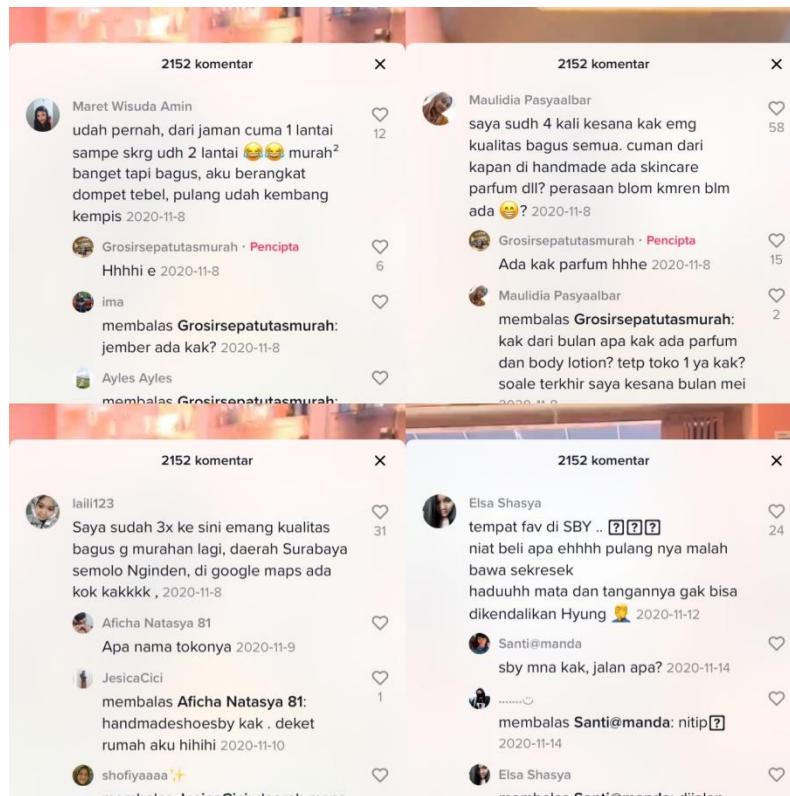 2152 komentar
Maret Wisuda Amin
udah pernah, dari jaman cuma 1 lantai
12
sampe skrg udh 2 lantai 😂😂 murah²
banget tapi bagus, aku berangkat
dompet tebel, pulang udah kembang
kempis 2020-11-8
Grosirsepatutasmurah · Pencipta
Hhhhi e 2020-11-8
6
ima
membalas Grosirsepatutasmurah:
jember ada kak? 2020-11-8
Ayles Ayles
membalas Grosirsepatutasmurah:
2152 komentar
Maulidia Pasyaalbar
saya sudh 4 kali kesana kak emg
58
kualitas bagus semua. cuman dari
kapan di handmade ada skincare
parfum dll? perasaan blom kmren blm
ada 😁? 2020-11-8
Grosirsepatutasmurah · Pencipta
Ada kak parfum hhhe 2020-11-8
15
Maulidia Pasyaalbar
membalas Grosirsepatutasmurah:
2
kak dari bulan apa kak ada parfum
dan body lotion? tetp toko 1 ya kak?
soale terkhir saya kesana bulan mei
2152 komentar
laili123
Saya sudah 3x ke sini emang kualitas
31
bagus g murahan lagi, daerah Surabaya
semolo Nginden, di google maps ada
kok kakkkk , 2020-11-8
Aficha Natasya 81
Apa nama tokonya 2020-11-9
JesicaCici
membalas Aficha Natasya 81:
1
handmadeshoesby kak . deket
rumah aku hihihi 2020-11-10
shofiyaaaa✨
2152 komentar
Elsa Shasya
tempat fav di SBY .. 🯄🯄🯄
24
niat beli apa ehhhh pulang nya malah
bawa sekresek
haduuhh mata dan tangannya gak bisa
dikendalikan Hyung 🤦 2020-11-12
Santi@manda
sby mna kak, jalan apa? 2020-11-14
.......
membalas Santi@manda: nitip
2020-11-14
Elsa Shasya